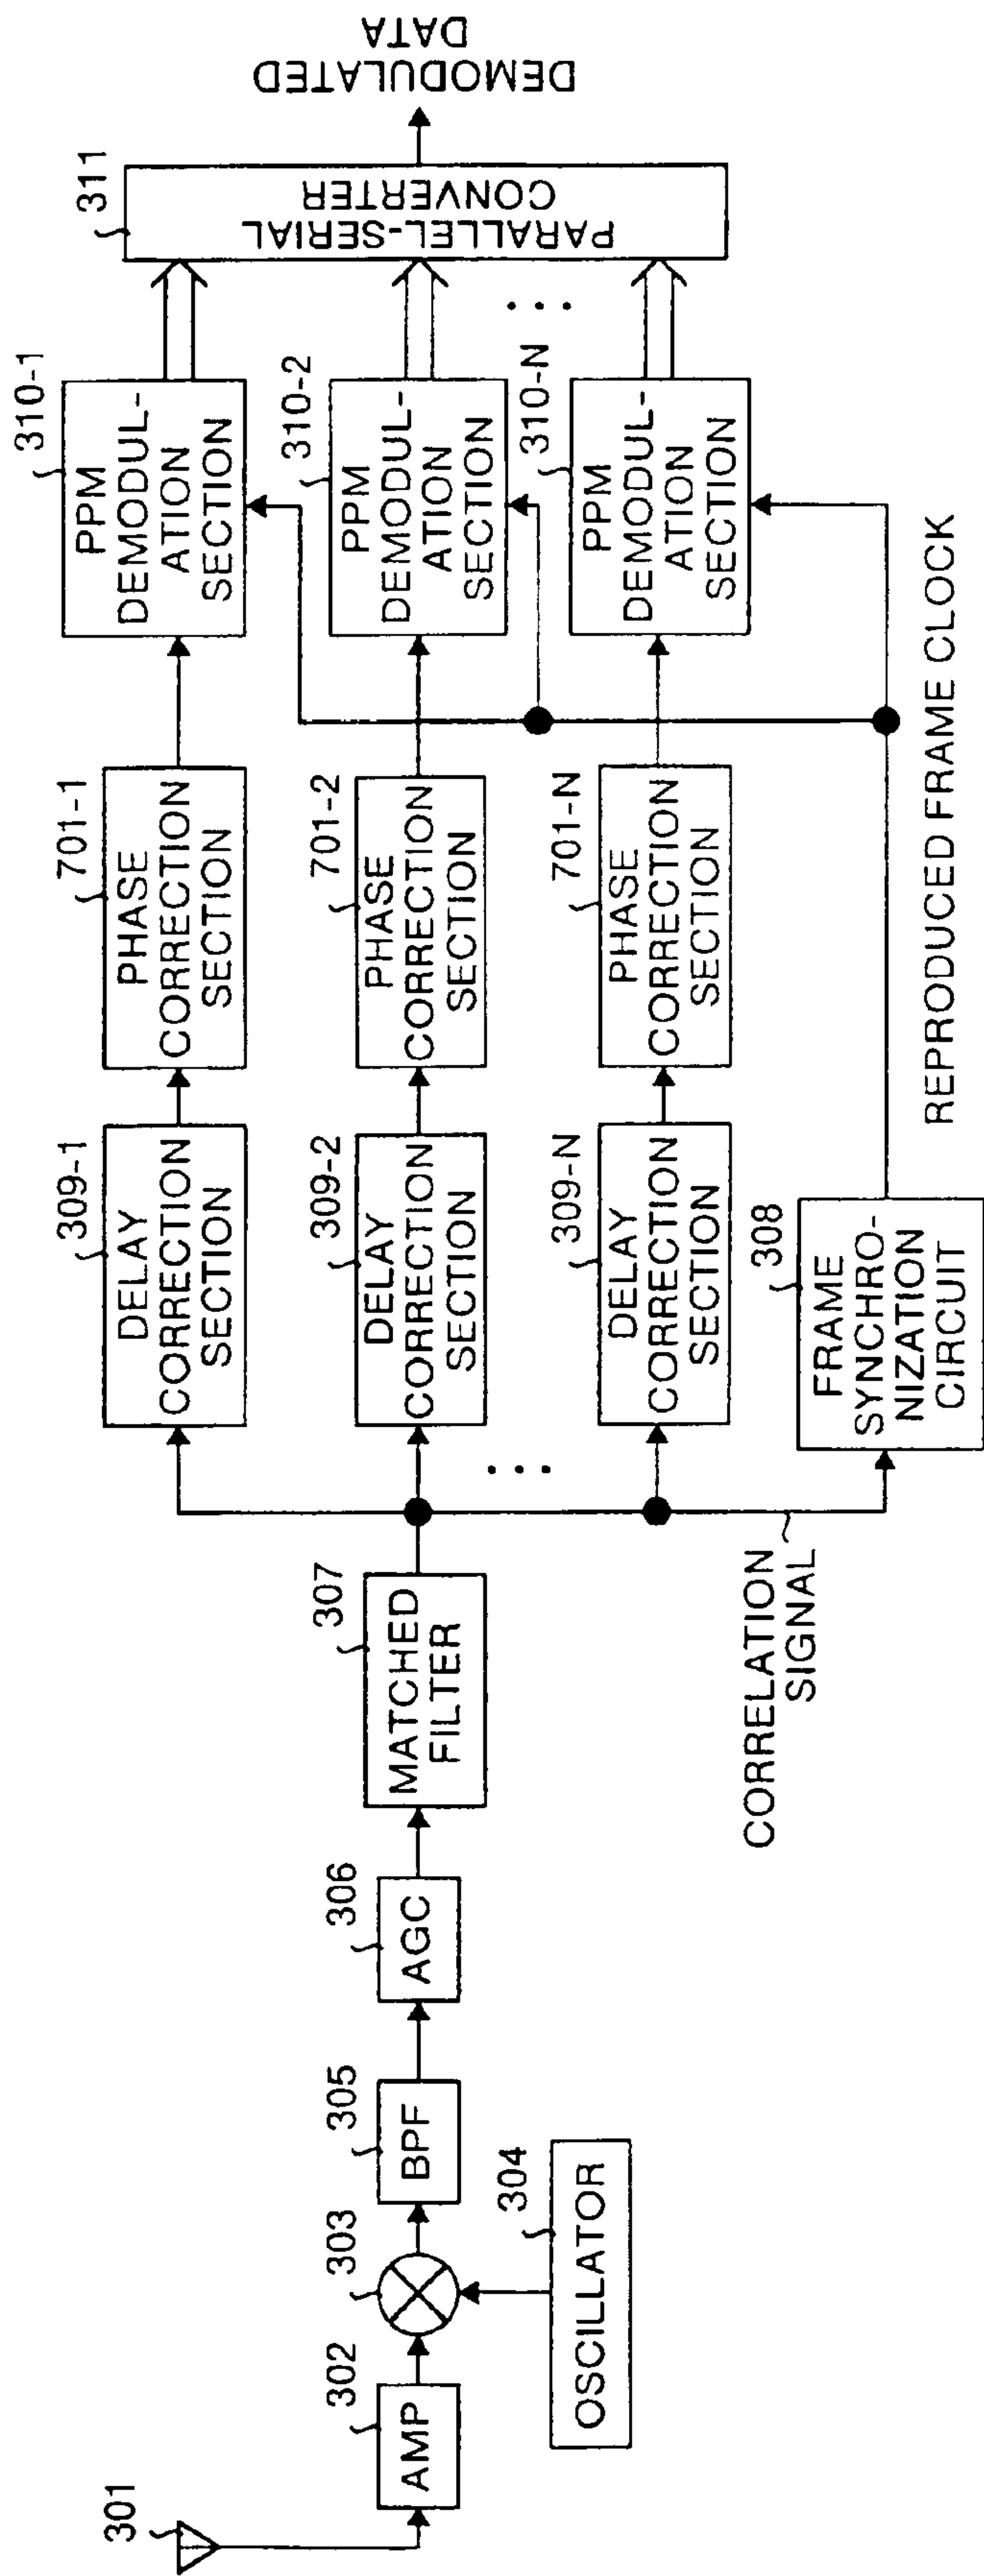 301
302
AMP
303
304
OSCILLATOR
305
BPF
306
AGC
307
MATCHED
FILTER
CORRELATION
SIGNAL
309-1
DELAY
CORRECTION
SECTION
309-2
DELAY
CORRECTION
SECTION
...
309-N
DELAY
CORRECTION
SECTION
308
FRAME
SYNCHRO-
NIZATION
CIRCUIT
701-1
PHASE
CORRECTION
SECTION
701-2
PHASE
CORRECTION
SECTION
701-N
PHASE
CORRECTION
SECTION
REPRODUCED FRAME CLOCK
310-1
PPM
DEMODUL-
ATION
SECTION
310-2
PPM
DEMODUL-
ATION
SECTION
...
310-N
PPM
DEMODUL-
ATION
SECTION
311
PARALLEL-SERIAL
CONVERTER
DEMODULATED
DATA